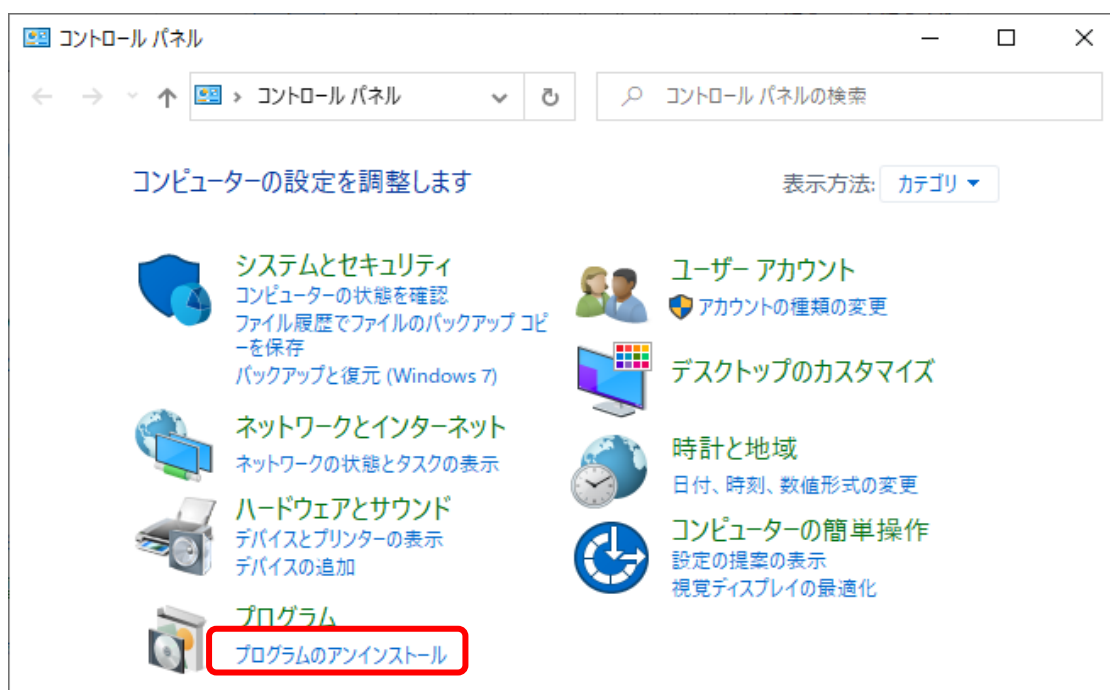 コントロール パネル
コントロール パネル
コントロール パネルの検索
コンピューターの設定を調整します
表示方法: カテゴリ
システムとセキュリティ
コンピューターの状態を確認
ファイル履歴でファイルのバックアップ コピ
ーを保存
バックアップと復元 (Windows 7)
ネットワークとインターネット
ネットワークの状態とタスクの表示
ハードウェアとサウンド
デバイスとプリンターの表示
デバイスの追加
プログラム
プログラムのアンインストール
ユーザー アカウント
アカウントの種類の変更
デスクトップのカスタマイズ
時計と地域
日付、時刻、数値形式の変更
コンピューターの簡単操作
設定の提案の表示
視覚ディスプレイの最適化